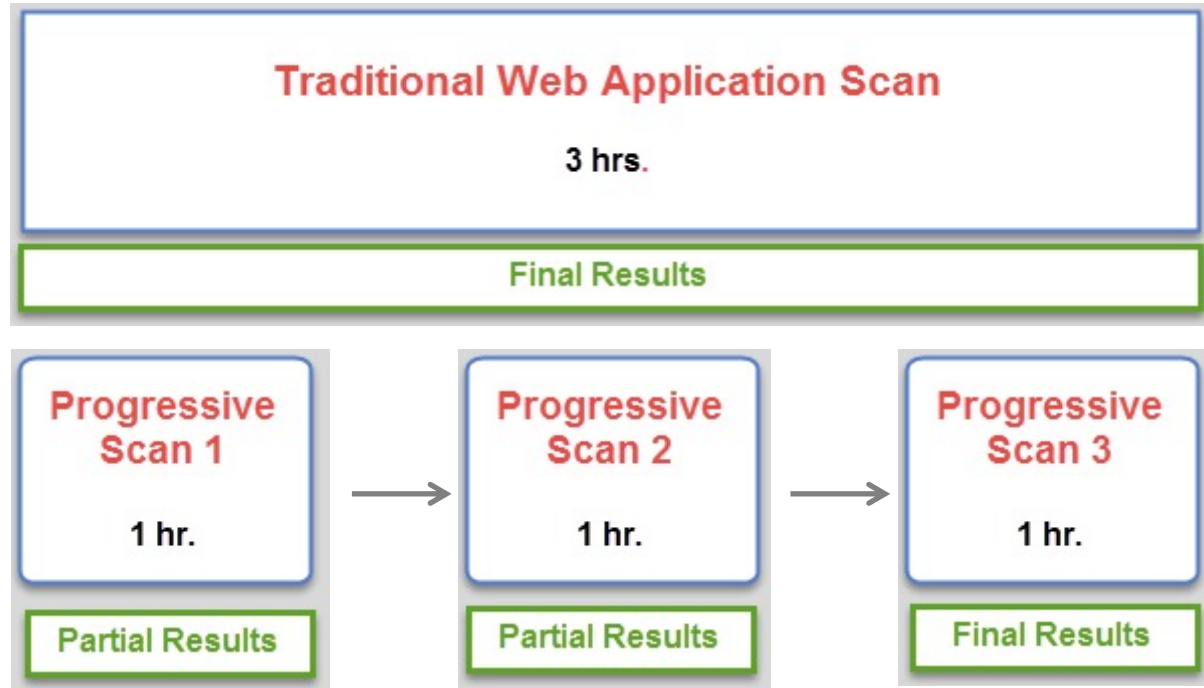 Traditional Web Application Scan
3 hrs.
Final Results
Progressive
Scan 1
1 hr.
Partial Results
Progressive
Scan 2
1 hr.
Partial Results
Progressive
Scan 3
1 hr.
Final Results